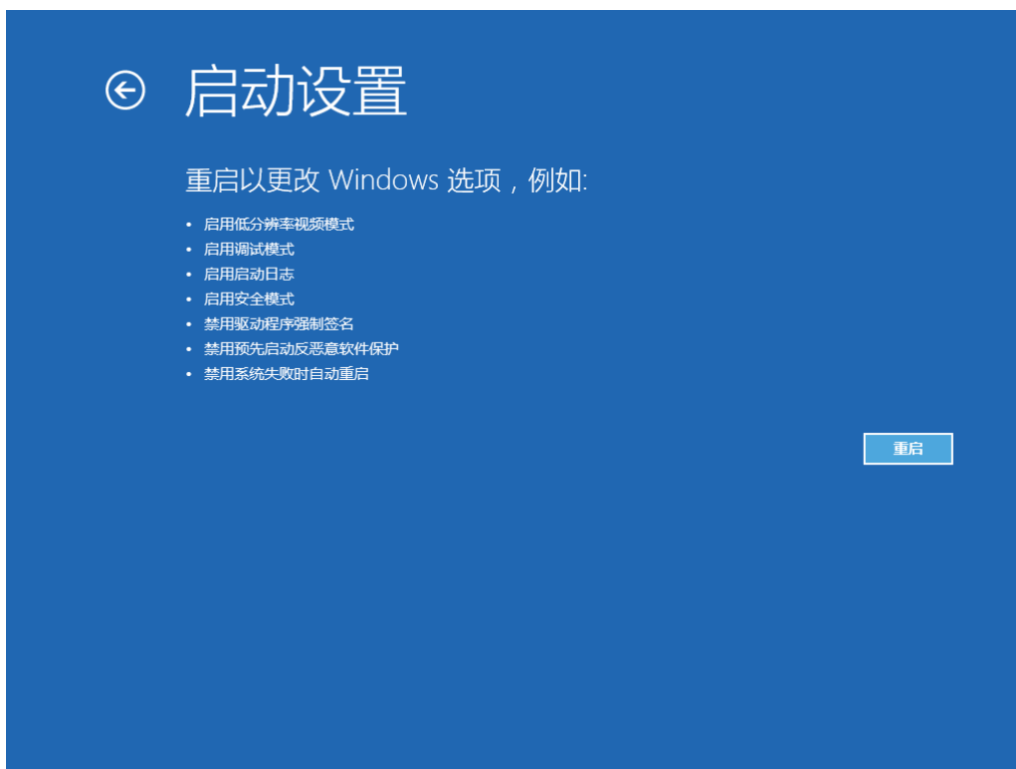 启动设置
重启以更改 Windows 选项，例如:
• 启用低分辨率视频模式
• 启用调试模式
• 启用启动日志
• 启用安全模式
• 禁用驱动程序强制签名
• 禁用预先启动反恶意软件保护
• 禁用系统失败时自动重启
重启